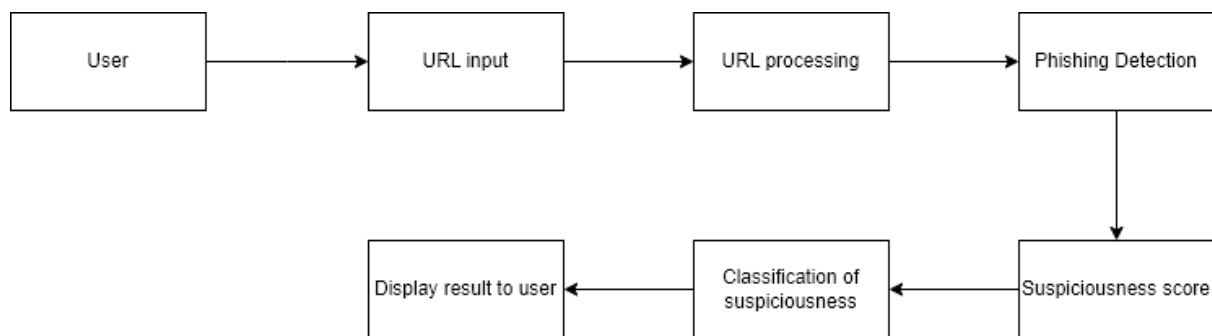 User
URL input
URL processing
Phishing Detection
Display result to user
Classification of
suspiciousness
Suspiciousness score